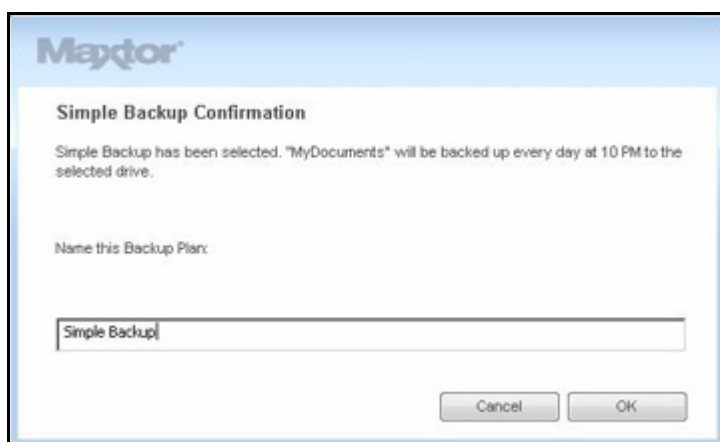 Maxtor
Simple Backup Confirmation
Simple Backup has been selected. "MyDocuments" will be backed up every day at 10 PM to the
selected drive.
Name this Backup Plan:
Simple Backup
Cancel
OK